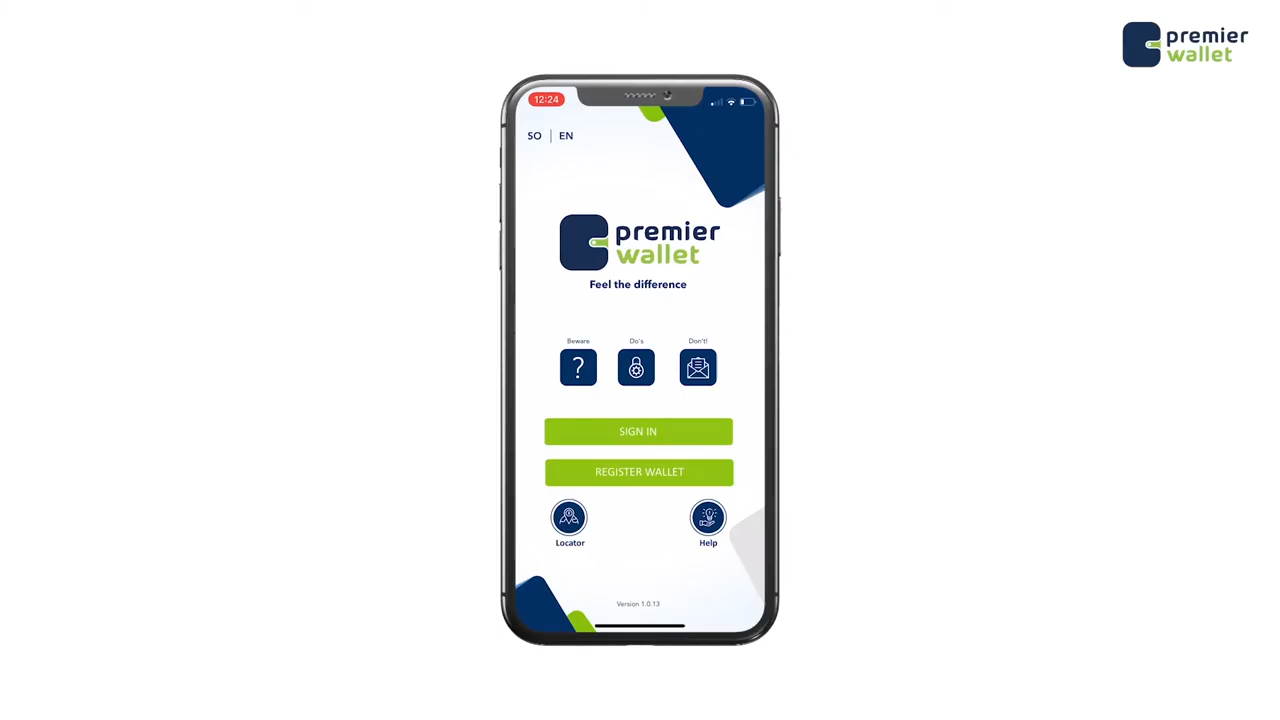 premier
wallet
12:24
SO | EN
premier
wallet
Feel the difference
Beware
Do's
Don't!
SIGN IN
REGISTER WALLET
Locator
Help
Version 1.0.13